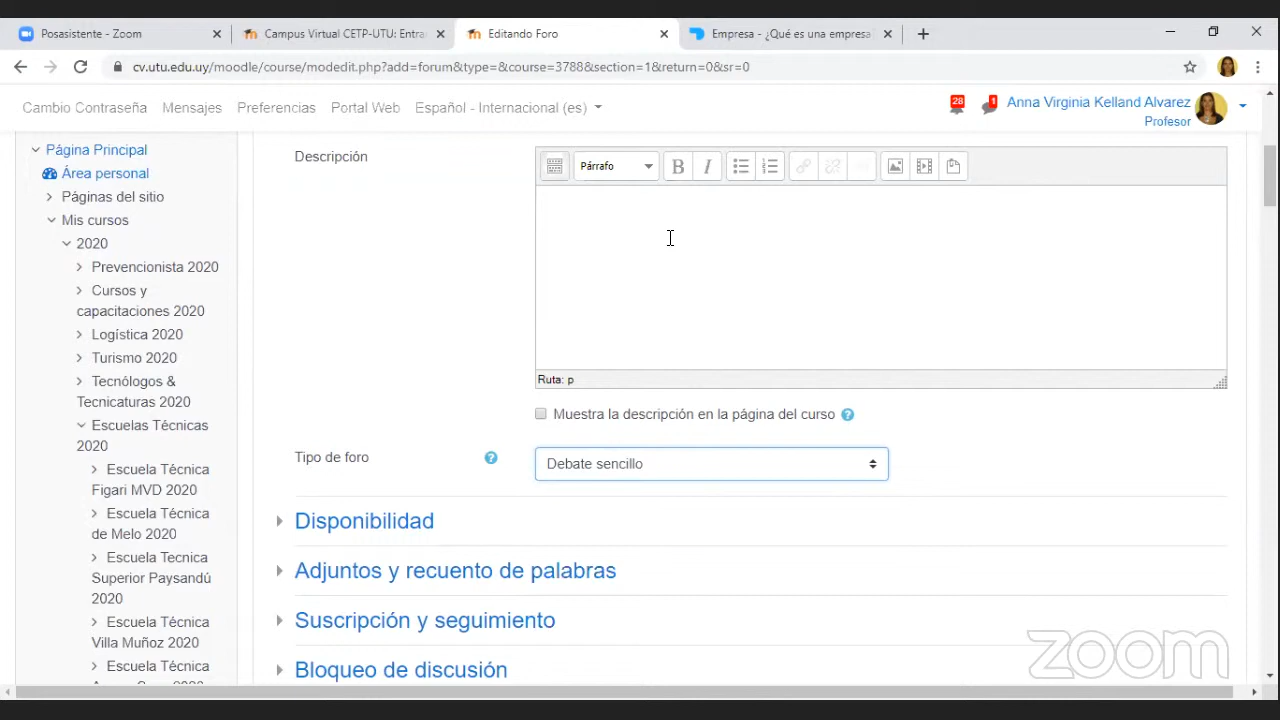 Posasistente - Zoom
Campus Virtual CETP-UTU: Entra
Editando Foro
Empresa - ¿Qué es una empresa
cv.utu.edu.uy/moodle/course/modedit.php?add=forum&type=&course=3788&section=1&return=0&sr=0
Cambio Contraseña
Mensajes
Preferencias
Portal Web
Español - Internacional (es)
28
1
Anna Virginia Kelland Alvarez
Profesor
Página Principal
Área personal
Páginas del sitio
Mis cursos
2020
Prevencionista 2020
Cursos y
capacitaciones 2020
Logística 2020
Turismo 2020
Tecnólogos &
Tecnicaturas 2020
Escuelas Técnicas
2020
Escuela Técnica
Figari MVD 2020
Escuela Técnica
de Melo 2020
Escuela Tecnica
Superior Paysandú
2020
Escuela Técnica
Villa Muñoz 2020
Escuela Técnica
Descripción
Párrafo
B
I
Ruta: p
Muestra la descripción en la página del curso
Tipo de foro
Debate sencillo
Disponibilidad
Adjuntos y recuento de palabras
Suscripción y seguimiento
Bloqueo de discusión
zoom